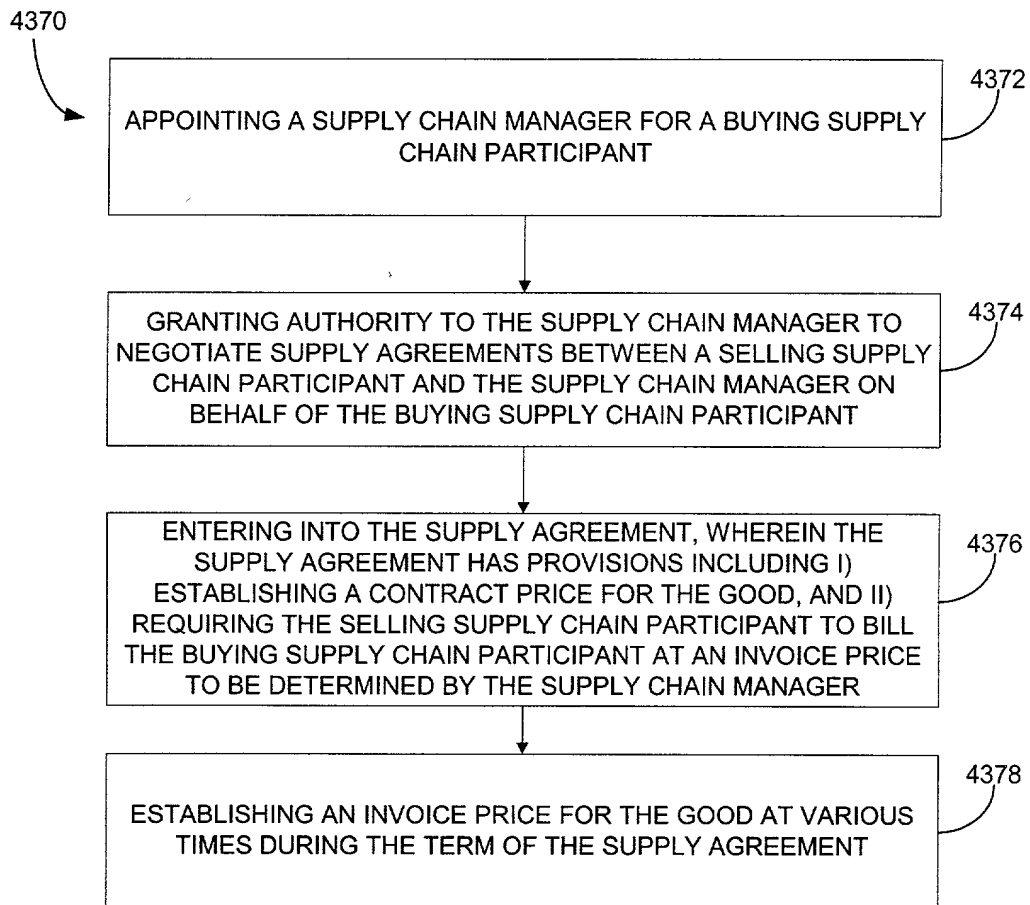 4370
4372
APPOINTING A SUPPLY CHAIN MANAGER FOR A BUYING SUPPLY
CHAIN PARTICIPANT
4374
GRANTING AUTHORITY TO THE SUPPLY CHAIN MANAGER TO
NEGOTIATE SUPPLY AGREEMENTS BETWEEN A SELLING SUPPLY
CHAIN PARTICIPANT AND THE SUPPLY CHAIN MANAGER ON
BEHALF OF THE BUYING SUPPLY CHAIN PARTICIPANT
4376
ENTERING INTO THE SUPPLY AGREEMENT, WHEREIN THE
SUPPLY AGREEMENT HAS PROVISIONS INCLUDING I)
ESTABLISHING A CONTRACT PRICE FOR THE GOOD, AND II)
REQUIRING THE SELLING SUPPLY CHAIN PARTICIPANT TO BILL
THE BUYING SUPPLY CHAIN PARTICIPANT AT AN INVOICE PRICE
TO BE DETERMINED BY THE SUPPLY CHAIN MANAGER
4378
ESTABLISHING AN INVOICE PRICE FOR THE GOOD AT VARIOUS
TIMES DURING THE TERM OF THE SUPPLY AGREEMENT